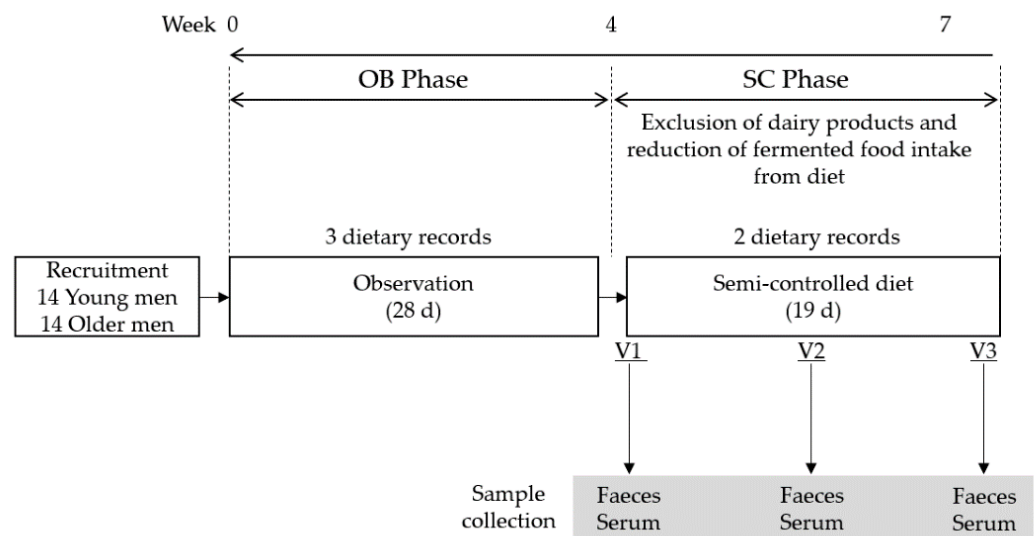 Week 0 4 7
OB Phase SC Phase
Exclusion of dairy products and
reduction of fermented food intake
from diet
3 dietary records 2 dietary records
Recruitment
14 Young men
14 Older men
Observation
(28 d)
Semi-controlled diet
(19 d)
V1 V2 V3
Sample
collection
Faeces
Serum
Faeces
Serum
Faeces
Serum